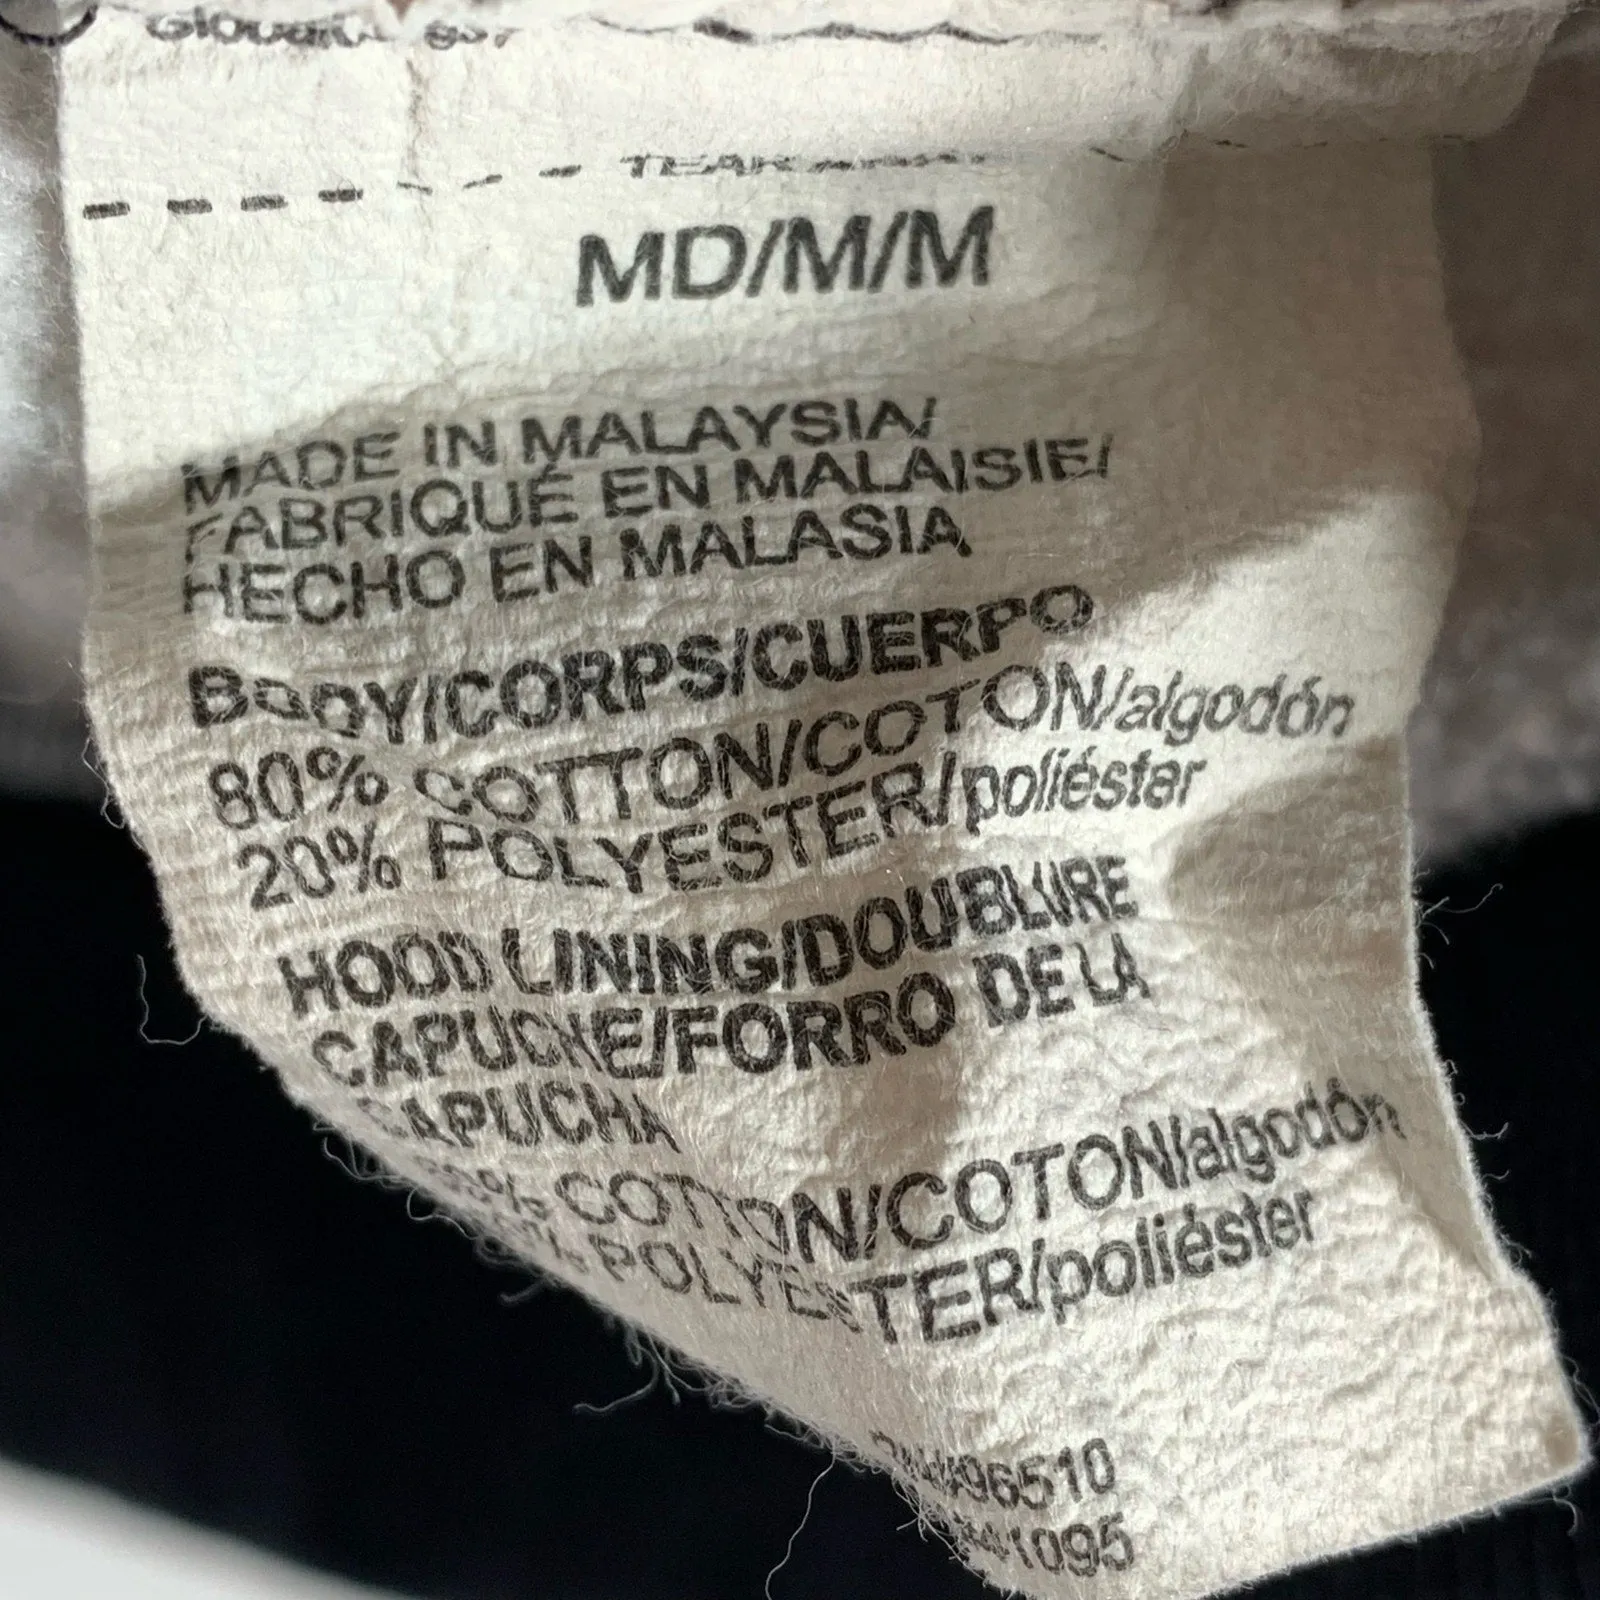 MD/M/M
MADE IN MALAYSIA/
FABRIQUÉ EN MALAISIE/
HECHO EN MALASIA
BODY/CORPS/CUERPO
80% COTTON/COTON/algodón
20% POLYESTER/poliéster
HOOD LINING/DOUBLURE
CAPUCHE/FORRO DE LA
CAPUCHA
COTTON/COTON/algodón
POLYESTER/poliéster